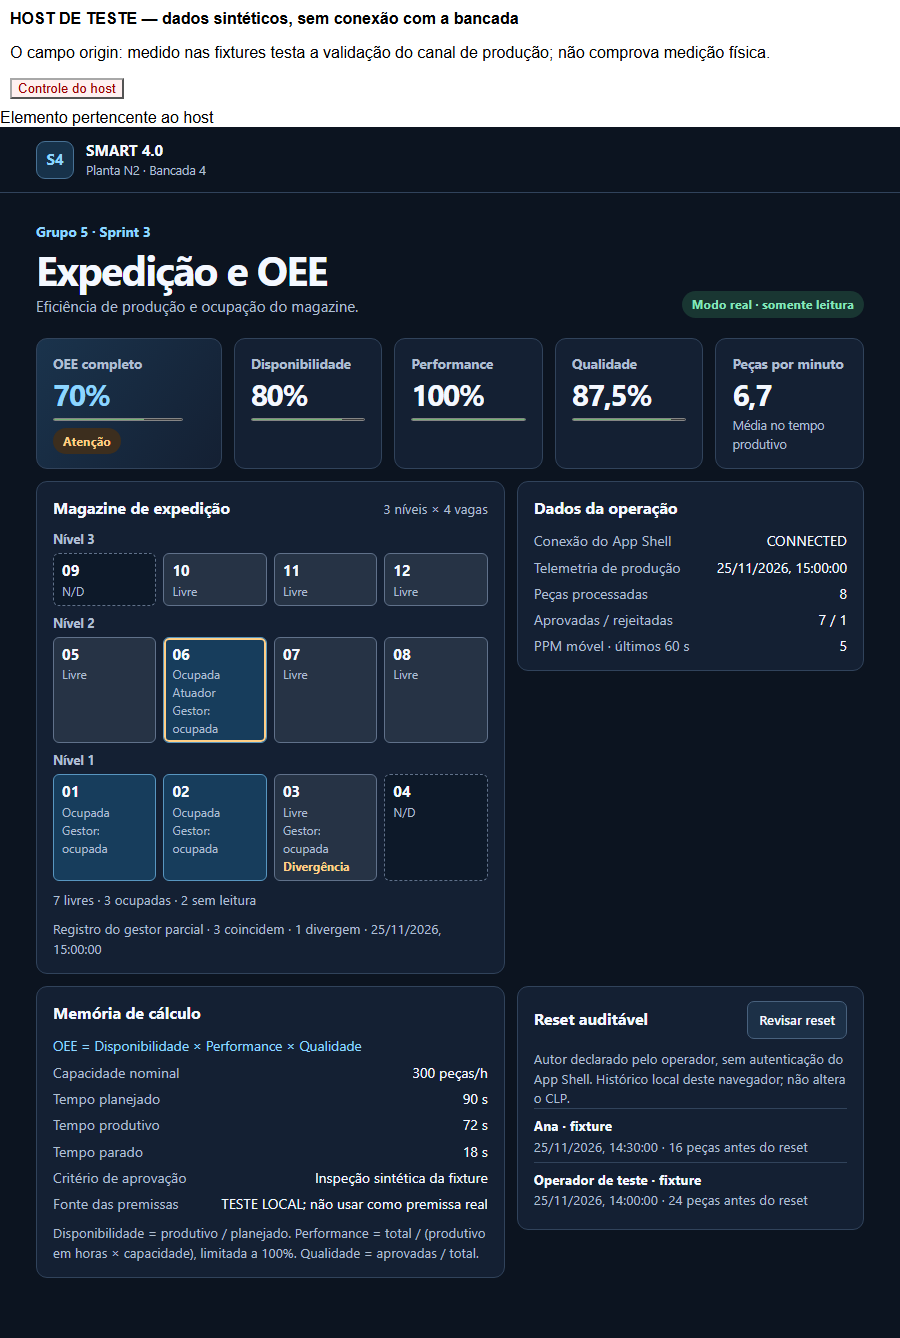 HOST DE TESTE — dados sintéticos, sem conexão com a bancada
O campo origin: medido nas fixtures testa a validação do canal de produção; não comprova medição física.
Controle do host
Elemento pertencente ao host
S4
SMART 4.0
Planta N2 · Bancada 4
Grupo 5 · Sprint 3
Expedição e OEE
Eficiência de produção e ocupação do magazine.
Modo real · somente leitura
OEE completo
70%
Atenção
Disponibilidade
80%
Performance
100%
Qualidade
87,5%
Peças por minuto
6,7
Média no tempo
produtivo
Magazine de expedição
3 níveis × 4 vagas
Nível 3
09
N/D
10
Livre
11
Livre
12
Livre
Nível 2
05
Livre
06
Ocupada
Atuador
Gestor:
ocupada
07
Livre
08
Livre
Nível 1
01
Ocupada
Gestor:
ocupada
02
Ocupada
Gestor:
ocupada
03
Livre
Gestor:
ocupada
Divergência
04
N/D
7 livres · 3 ocupadas · 2 sem leitura
Registro do gestor parcial · 3 coincidem · 1 divergem · 25/11/2026,
15:00:00
Dados da operação
Conexão do App Shell CONNECTED
Telemetria de produção 25/11/2026, 15:00:00
Peças processadas 8
Aprovadas / rejeitadas 7 / 1
PPM móvel · últimos 60 s 5
Memória de cálculo
OEE = Disponibilidade × Performance × Qualidade
Capacidade nominal 300 peças/h
Tempo planejado 90 s
Tempo produtivo 72 s
Tempo parado 18 s
Critério de aprovação Inspeção sintética da fixture
Fonte das premissas TESTE LOCAL; não usar como premissa real
Disponibilidade = produtivo / planejado. Performance = total / (produtivo
em horas × capacidade), limitada a 100%. Qualidade = aprovadas / total.
Reset auditável
Revisar reset
Autor declarado pelo operador, sem autenticação do
App Shell. Histórico local deste navegador; não altera
o CLP.
Ana · fixture
25/11/2026, 14:30:00 · 16 peças antes do reset
Operador de teste · fixture
25/11/2026, 14:00:00 · 24 peças antes do reset